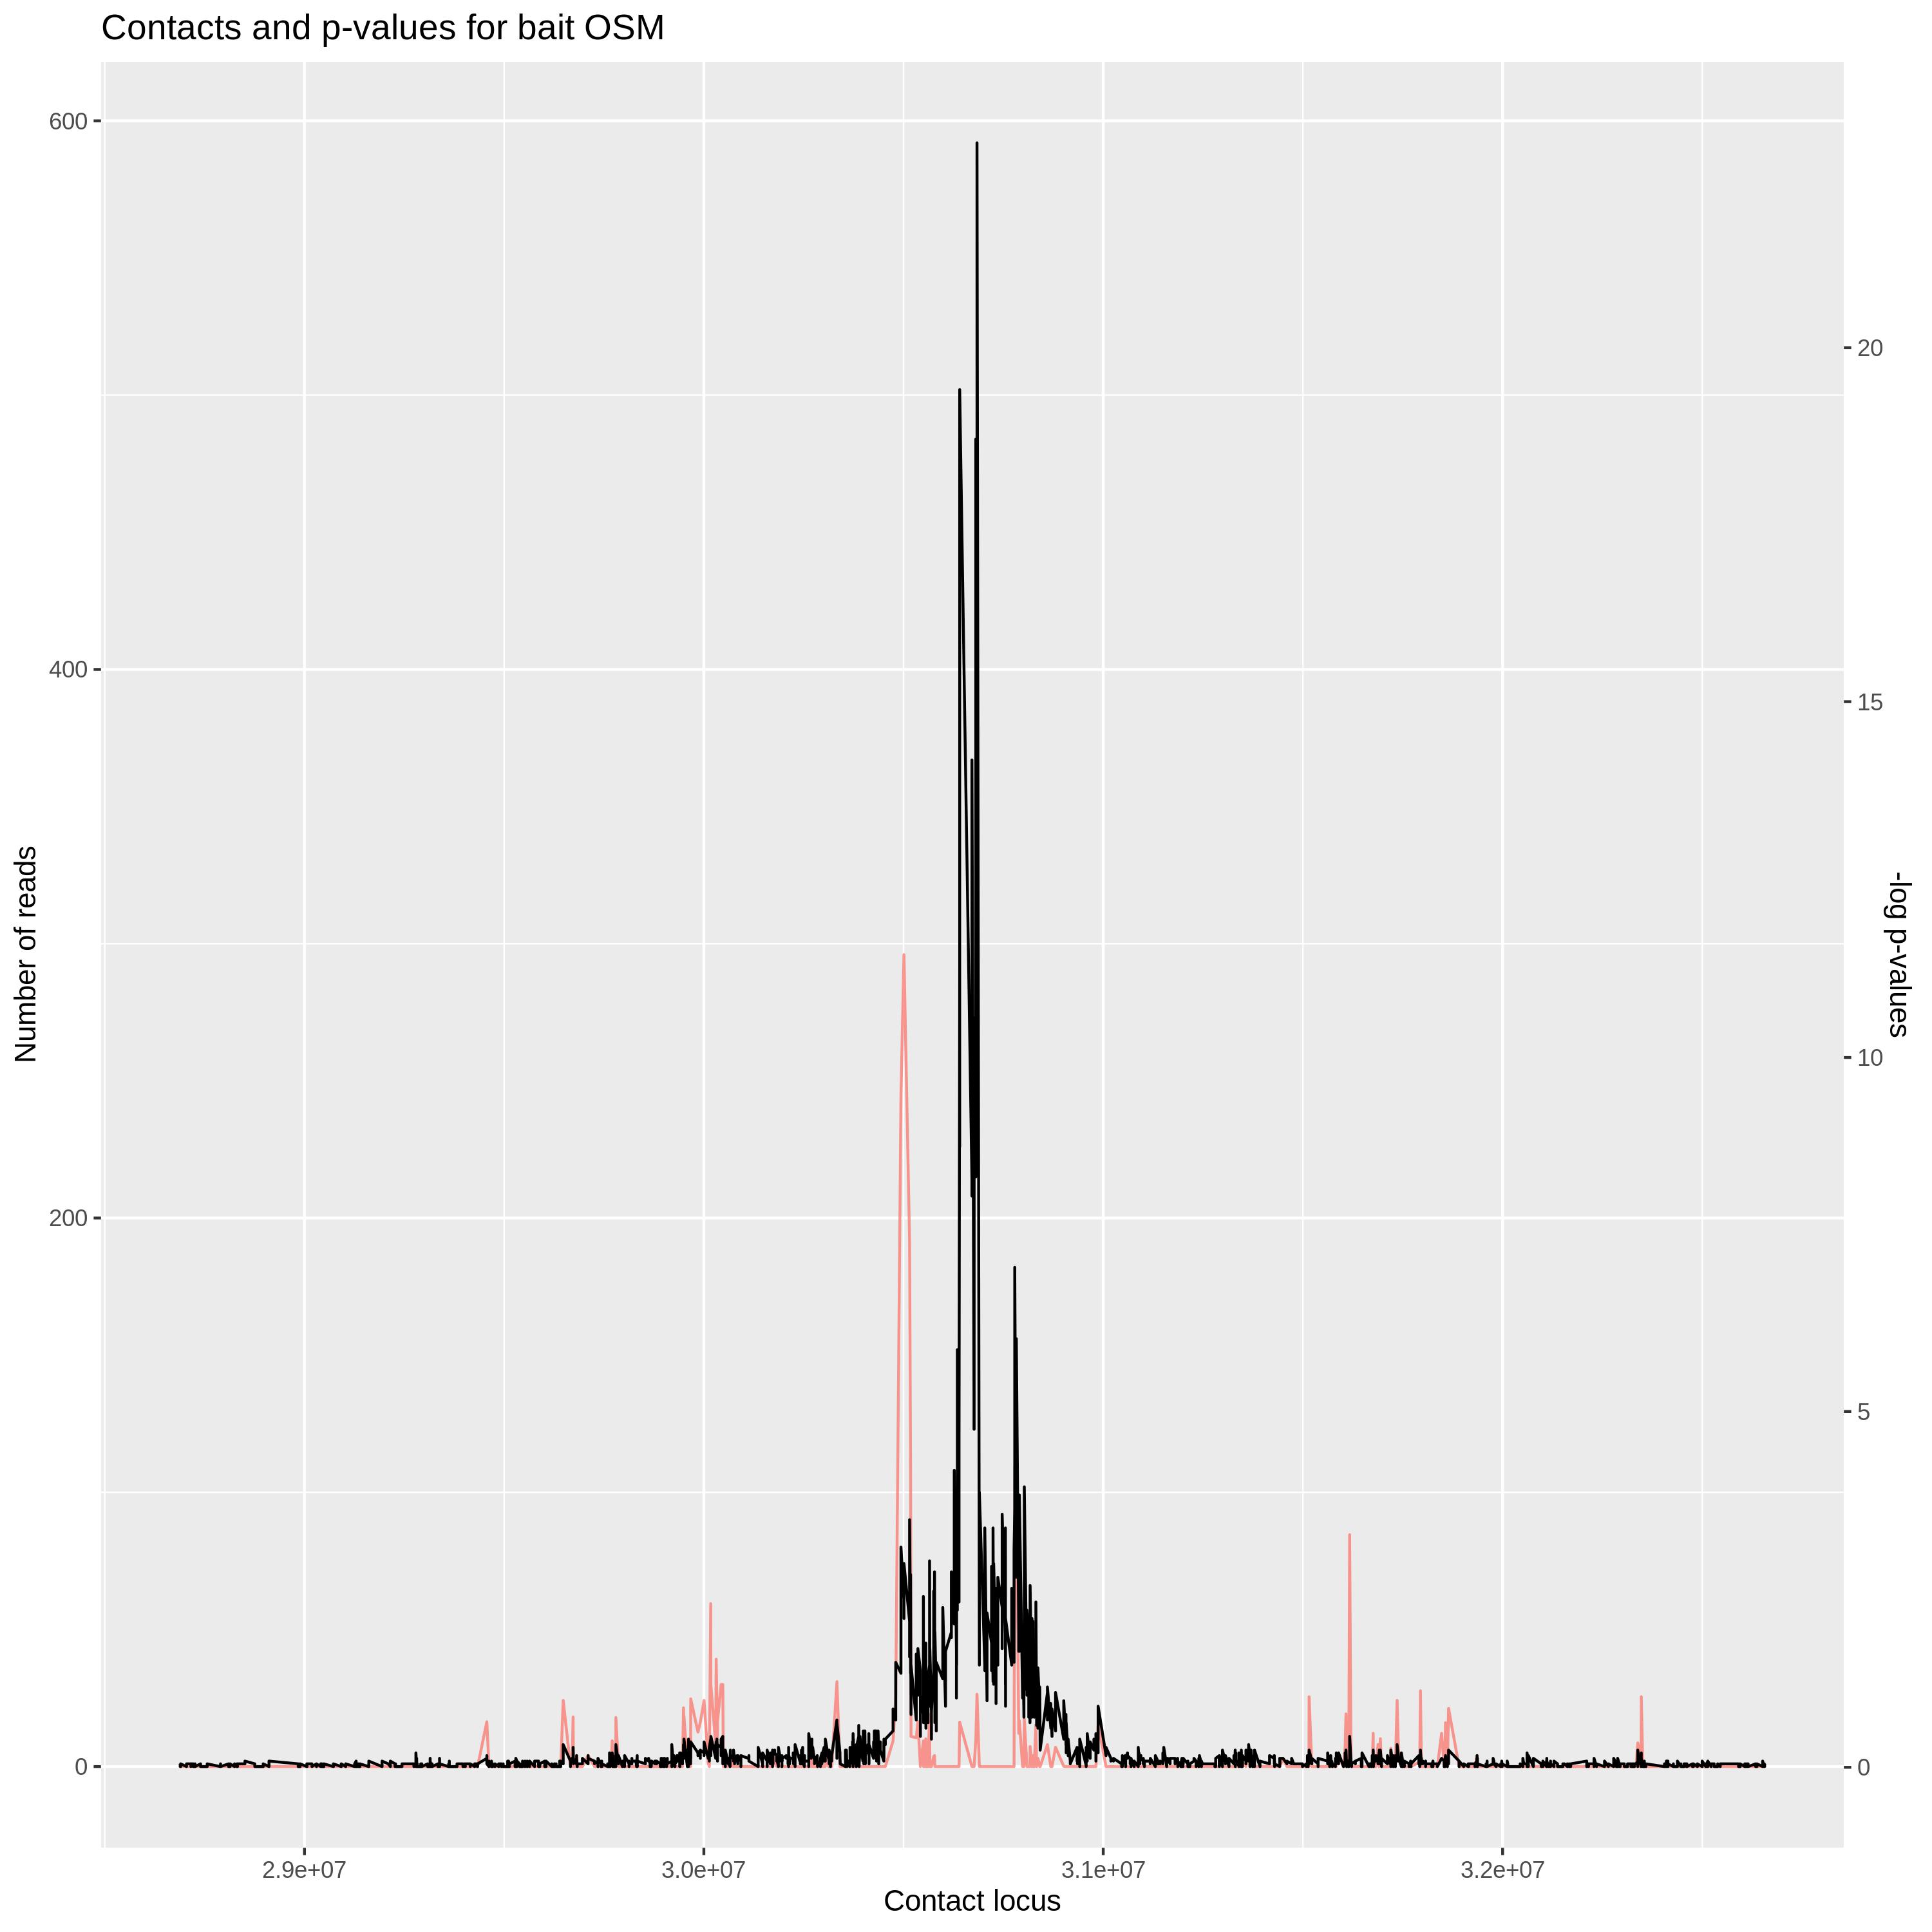 Contacts and p-values for bait OSM
600
400
200
0
Number of reads
20
15
10
5
0
-log p-values
2.9e+07
3.0e+07
3.1e+07
3.2e+07
Contact locus